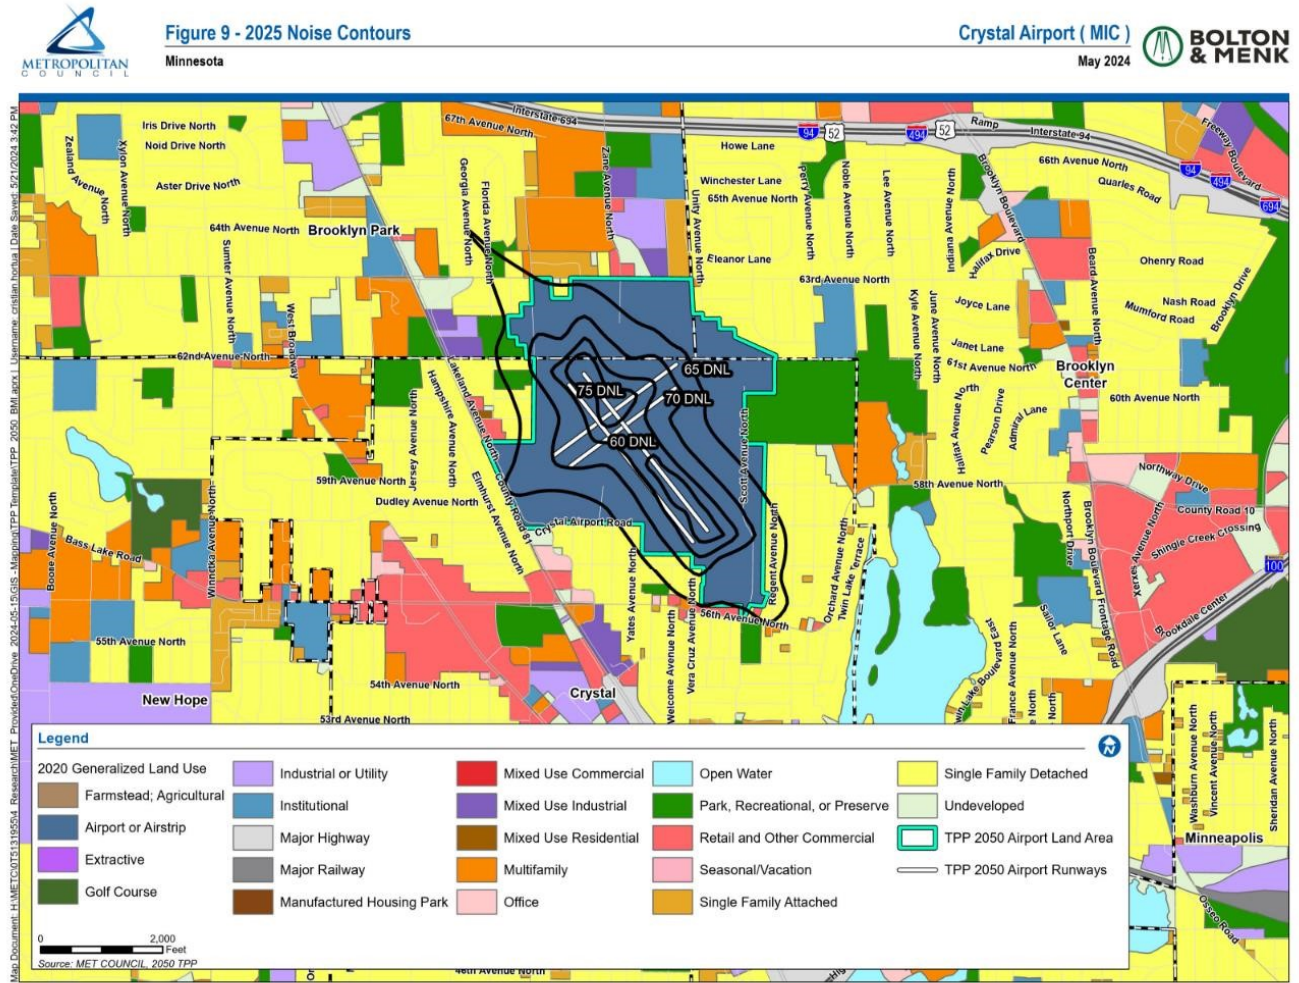 METROPOLITAN
COUNCIL
Figure 9 - 2025 Noise Contours
Minnesota
Crystal Airport ( MIC )
May 2024
BOLTON
& MENK
Interstate 694
67th Avenue North
Iris Drive North
Noid Drive North
Aster Drive North
Zealand Avenue North
Xylon Avenue North
64th Avenue North
Brooklyn Park
Sumter Avenue North
West Broadway
62nd Avenue North
Georgia Avenue North
Florida Avenue North
Zane Avenue North
Unity Avenue North
Howe Lane
Winchester Lane
65th Avenue North
Eleanor Lane
63rd Avenue North
Perry Avenue North
Noble Avenue North
Lee Avenue North
Indiana Avenue North
94
52
494
52
Ramp
Interstate 94
66th Avenue North
Quarles Road
Freeway Boulevard
94
494
694
Brooklyn Boulevard
Halifax Drive
Beard Avenue North
Ohenry Road
Joyce Lane
Nash Road
Mumford Road
Brooklyn Drive
Kyle Avenue North
June Avenue North
Janet Lane
61st Avenue North
Brooklyn
Center
60th Avenue North
Halifax Avenue North
Pearson Drive
Admiral Lane
58th Avenue North
Northway Drive
County Road 10
Shingle Creek Crossing
Xerxes Avenue North
Northport Drive
Brooklyn Boulevard Frontage Road
100
Brookdale Center
Sailor Lane
65 DNL
75 DNL
70 DNL
60 DNL
Lakeland Avenue North
Hampshire Avenue North
Jersey Avenue North
59th Avenue North
Dudley Avenue North
Elmhurst Avenue North
County Road 81
Crystal Airport Road
Scott Avenue North
Regent Avenue North
Orchard Avenue North
Twin Lake Terrace
Yates Avenue North
56th Avenue North
Vera Cruz Avenue North
Welcome Avenue North
Boone Avenue North
Bass Lake Road
Winnetka Avenue North
55th Avenue North
New Hope
54th Avenue North
53rd Avenue North
Crystal
France Avenue North
Washburn Avenue North
Vincent Avenue North
Sheridan Avenue North
Minneapolis
Osseo Road
Legend
N
2020 Generalized Land Use
Farmstead; Agricultural
Airport or Airstrip
Extractive
Golf Course
Industrial or Utility
Institutional
Major Highway
Major Railway
Manufactured Housing Park
Mixed Use Commercial
Mixed Use Industrial
Mixed Use Residential
Multifamily
Office
Open Water
Park, Recreational, or Preserve
Retail and Other Commercial
Seasonal/Vacation
Single Family Attached
Single Family Detached
Undeveloped
TPP 2050 Airport Land Area
TPP 2050 Airport Runways
0 2,000
Feet
Source: MET COUNCIL, 2050 TPP